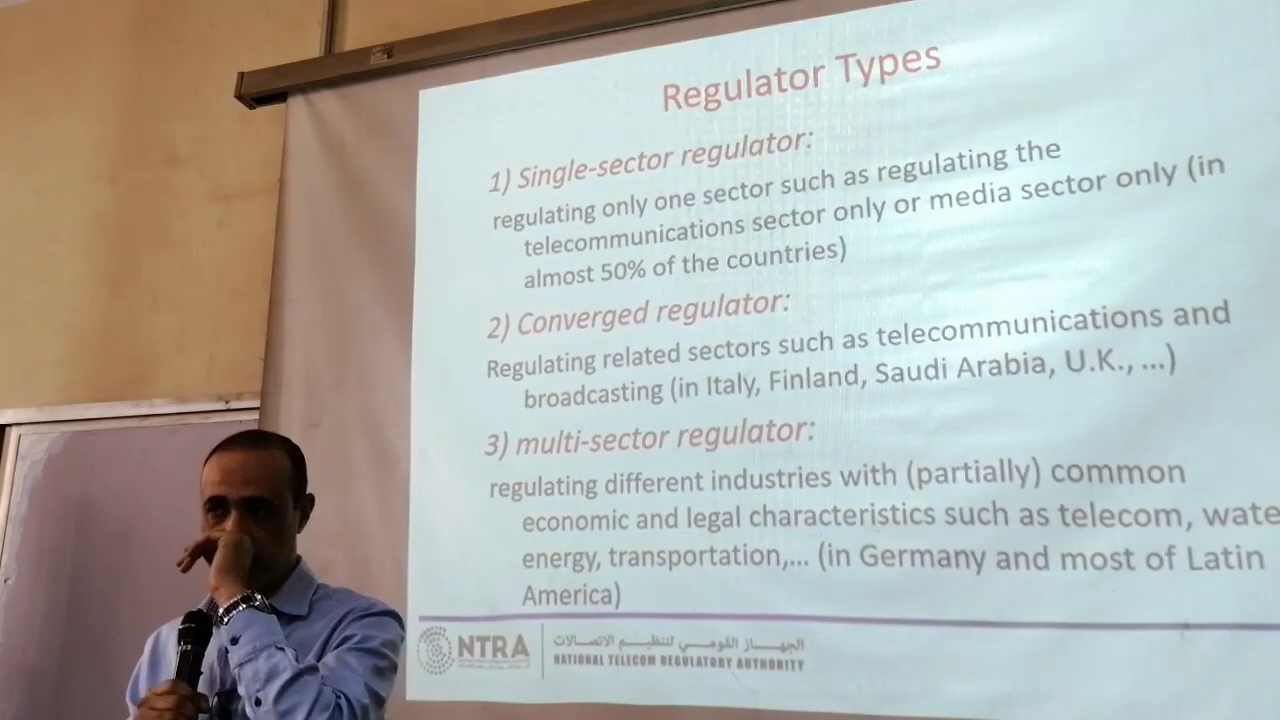 Regulator Types
1) Single-sector regulator:
regulating only one sector such as regulating the
telecommunications sector only or media sector only (in
almost 50% of the countries)
2) Converged regulator:
Regulating related sectors such as telecommunications and
broadcasting (in Italy, Finland, Saudi Arabia, U.K., ...)
3) multi-sector regulator:
regulating different industries with (partially) common
economic and legal characteristics such as telecom, wate
energy, transportation,... (in Germany and most of Latin
America)
NTRA
الجهاز القومي لتنظيم الاتصالات
NATIONAL TELECOM REGULATORY AUTHORITY